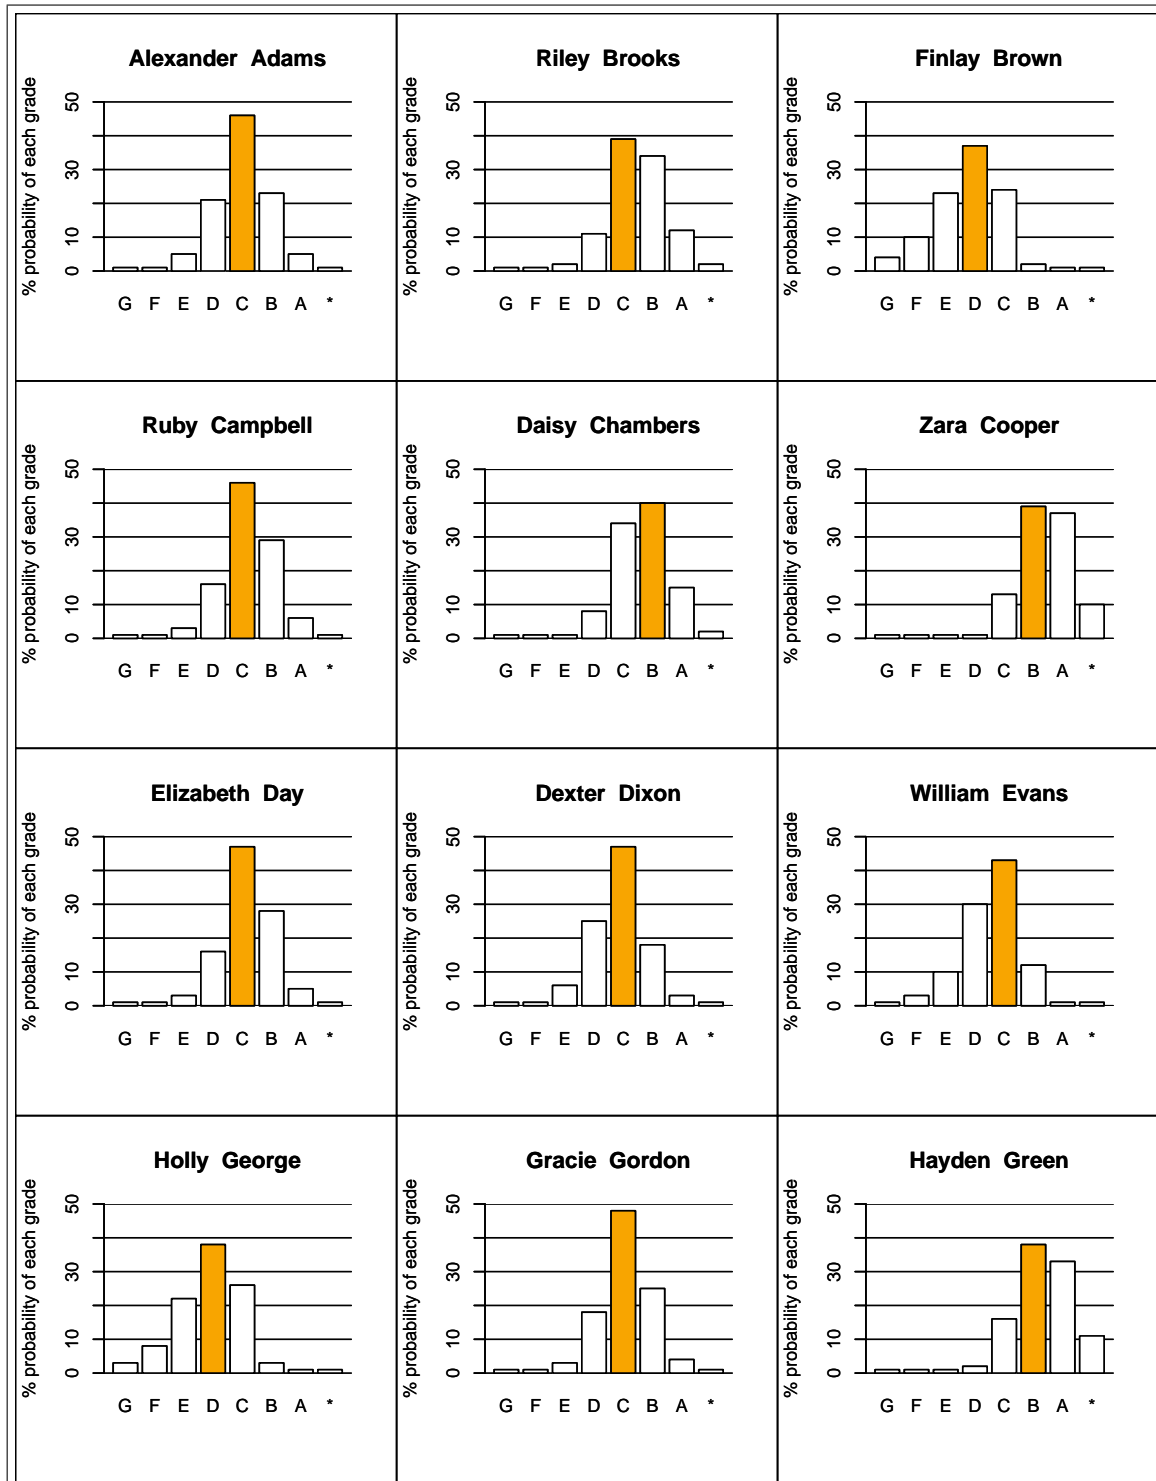 Alexander Adams
% probability of each grade
50
30
10
0
G F E D C B A *
Riley Brooks
% probability of each grade
50
30
10
0
G F E D C B A *
Finlay Brown
% probability of each grade
50
30
10
0
G F E D C B A *
Ruby Campbell
% probability of each grade
50
30
10
0
G F E D C B A *
Daisy Chambers
% probability of each grade
50
30
10
0
G F E D C B A *
Zara Cooper
% probability of each grade
50
30
10
0
G F E D C B A *
Elizabeth Day
% probability of each grade
50
30
10
0
G F E D C B A *
Dexter Dixon
% probability of each grade
50
30
10
0
G F E D C B A *
William Evans
% probability of each grade
50
30
10
0
G F E D C B A *
Holly George
% probability of each grade
50
30
10
0
G F E D C B A *
Gracie Gordon
% probability of each grade
50
30
10
0
G F E D C B A *
Hayden Green
% probability of each grade
50
30
10
0
G F E D C B A *